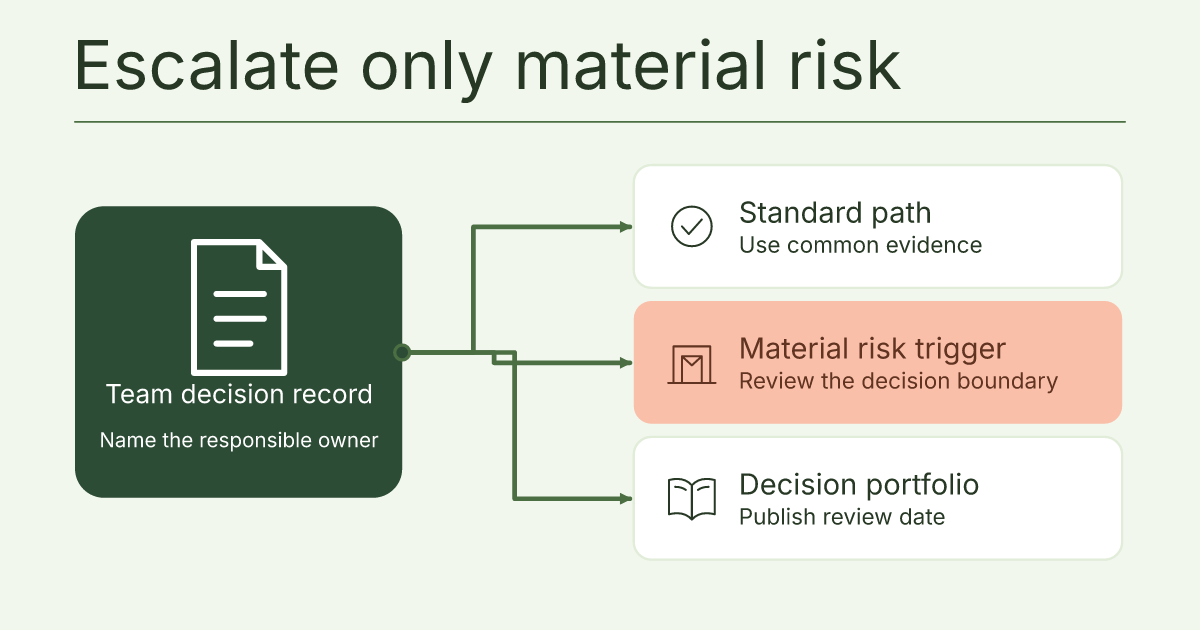 Escalate only material risk
Team decision record
Name the responsible owner
Standard path
Use common evidence
Material risk trigger
Review the decision boundary
Decision portfolio
Publish review date